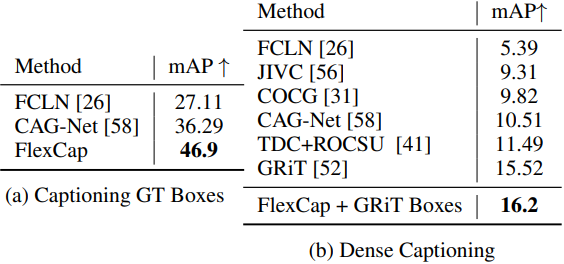 Method mAP ↑
FCLN [26] 27.11
CAG-Net [58] 36.29
FlexCap 46.9
(a) Captioning GT Boxes
Method mAP↑
FCLN [26] 5.39
JIVC [56] 9.31
COCG [31] 9.82
CAG-Net [58] 10.51
TDC+ROCSU [41] 11.49
GRiT [52] 15.52
FlexCap + GRiT Boxes 16.2
(b) Dense Captioning